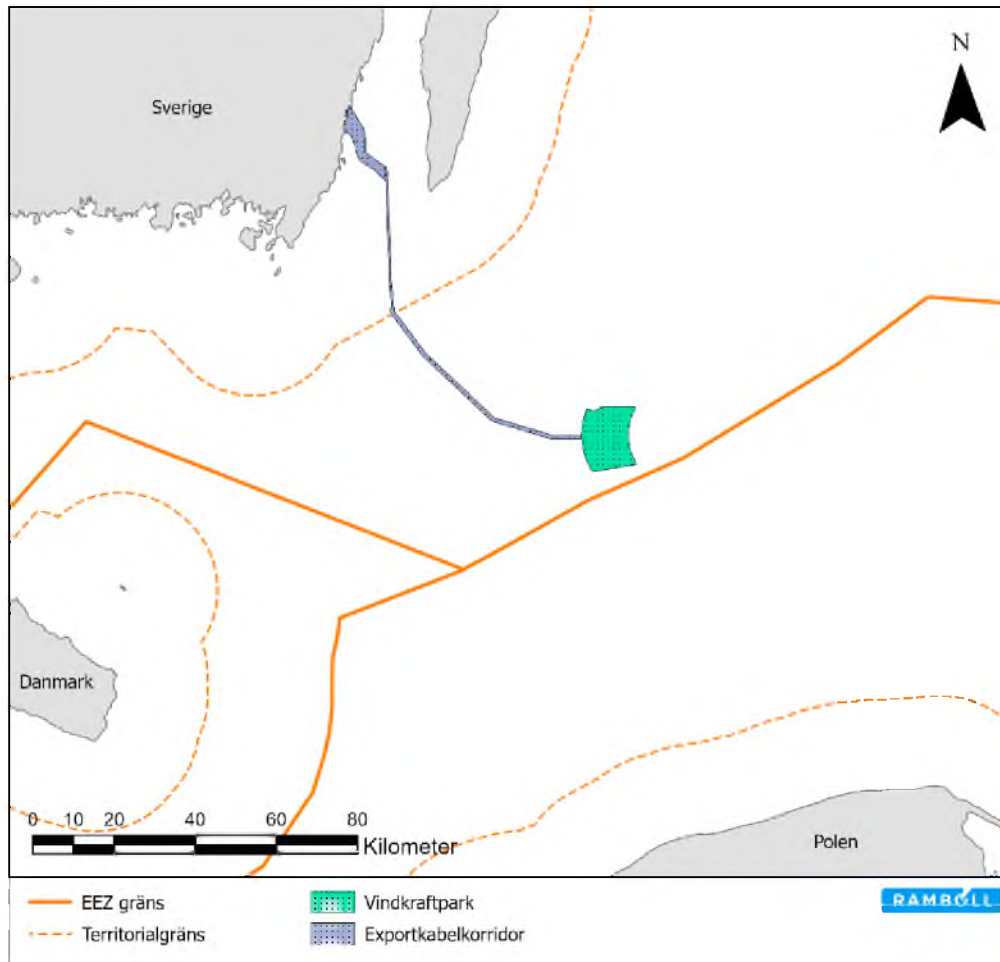 N
Sverige
Danmark
0 10 20 40 60 80
Kilometer
Polen
EEZ gräns
Vindkraftpark
RAMBOLL
Territorialgräns
Exportkabelkorridor